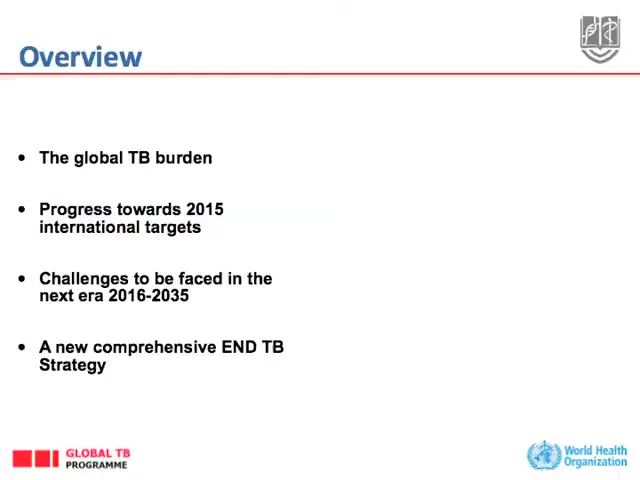 Overview
• The global TB burden
• Progress towards 2015
international targets
• Challenges to be faced in the
next era 2016-2035
• A new comprehensive END TB
Strategy
GLOBAL TB
PROGRAMME
World Health
Organization